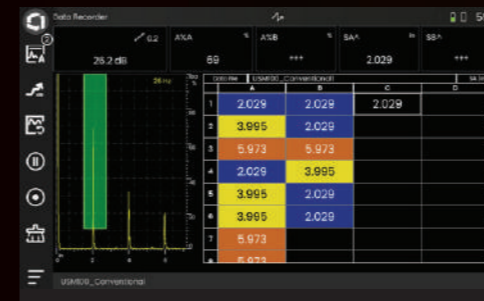 Data Recorder
0.2 A%A % A%B % SA^ in SB^
26.2 dB 69 +++ 2.029 +++
Data File USM100_Conventional
A B C D
1 2.029 2.029 2.029
2 3.995 2.029
3 5.973 5.973
4 2.029 3.995
5 3.995 2.029
6 3.995 2.029
7 5.973
8 5.973
USM100_Conventional